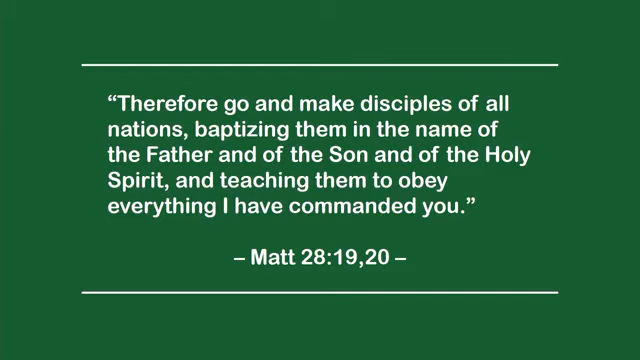 “Therefore go and make disciples of all
nations, baptizing them in the name of
the Father and of the Son and of the Holy
Spirit, and teaching them to obey
everything I have commanded you.”
– Matt 28:19,20 –